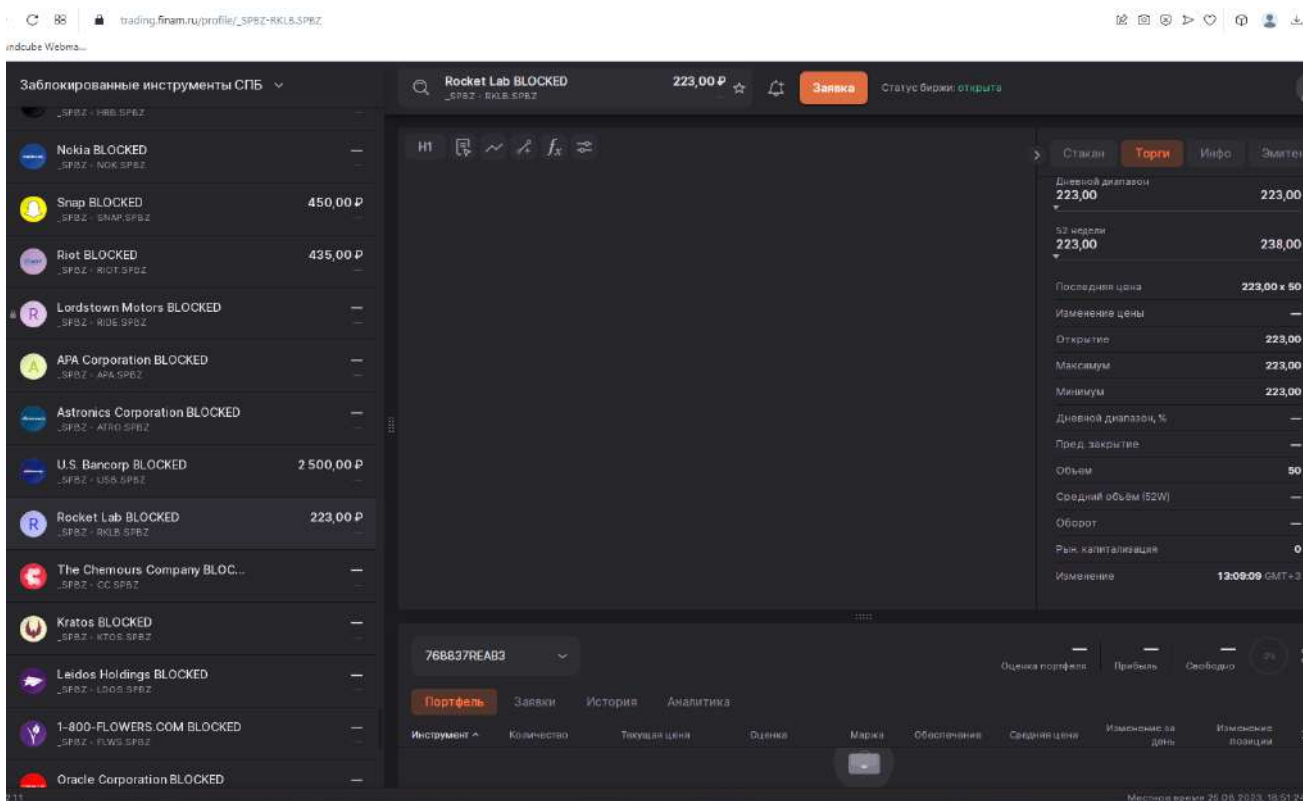 trading.finam.ru/profile/_SPBZ-RKLB.SPBZ
undcube Webma...
Заблокированные инструменты СПБ
_SPBZ - HRB.SPBZ
—
Nokia BLOCKED
—
_SPBZ - NOK.SPBZ
Snap BLOCKED
450,00 ₽
_SPBZ - SNAP.SPBZ
Riot BLOCKED
435,00 ₽
_SPBZ - RIOT.SPBZ
R
Lordstown Motors BLOCKED
—
_SPBZ - RIDE.SPBZ
A
APA Corporation BLOCKED
—
_SPBZ - APA.SPBZ
Astronics Corporation BLOCKED
—
_SPBZ - ATRO.SPBZ
U.S. Bancorp BLOCKED
2 500,00 ₽
_SPBZ - USB.SPBZ
R
Rocket Lab BLOCKED
223,00 ₽
_SPBZ - RKLB.SPBZ
The Chemours Company BLOC...
—
_SPBZ - CC.SPBZ
Kratos BLOCKED
—
_SPBZ - KTOS.SPBZ
Leidos Holdings BLOCKED
—
_SPBZ - LDOS.SPBZ
1-800-FLOWERS.COM BLOCKED
—
_SPBZ - FLWS.SPBZ
Oracle Corporation BLOCKED
—
Rocket Lab BLOCKED
223,00 ₽
_SPBZ - RKLB.SPBZ
Заявка
Статус биржи: открыта
H1
fx
Стакан Торги Инфо Эмитен
Дневной диапазон
223,00 223,00
52 недели
223,00 238,00
Последняя цена 223,00 x 50
Изменение цены —
Открытие 223,00
Максимум 223,00
Минимум 223,00
Дневной диапазон, % —
Пред. закрытие —
Объем 50
Средний объём (52W) —
Оборот —
Рын. капитализация 0
Изменение 13:09:09 GMT+3
768837REAB3
— — —
Оценка портфеля Прибыль Свободно
Портфель Заявки История Аналитика
Инструмент Количество Текущая цена Оценка Маржа Обеспечение Средняя цена Изменение за день Изменение позиции
Местное время 25.06.2023, 18:51:24